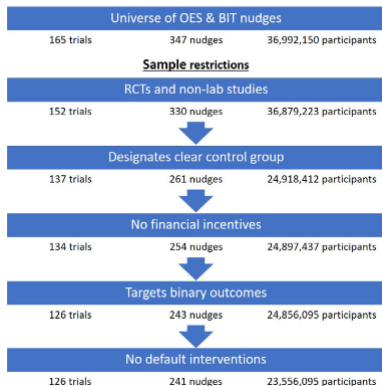 Universe of OES & BIT nudges
165 trials 347 nudges 36,992,150 participants
Sample restrictions
RCTs and non-lab studies
152 trials 330 nudges 36,879,223 participants
Designates clear control group
137 trials 261 nudges 24,918,412 participants
No financial incentives
134 trials 254 nudges 24,897,437 participants
Targets binary outcomes
126 trials 243 nudges 24,856,095 participants
No default interventions
126 trials 241 nudges 23,556,095 participants